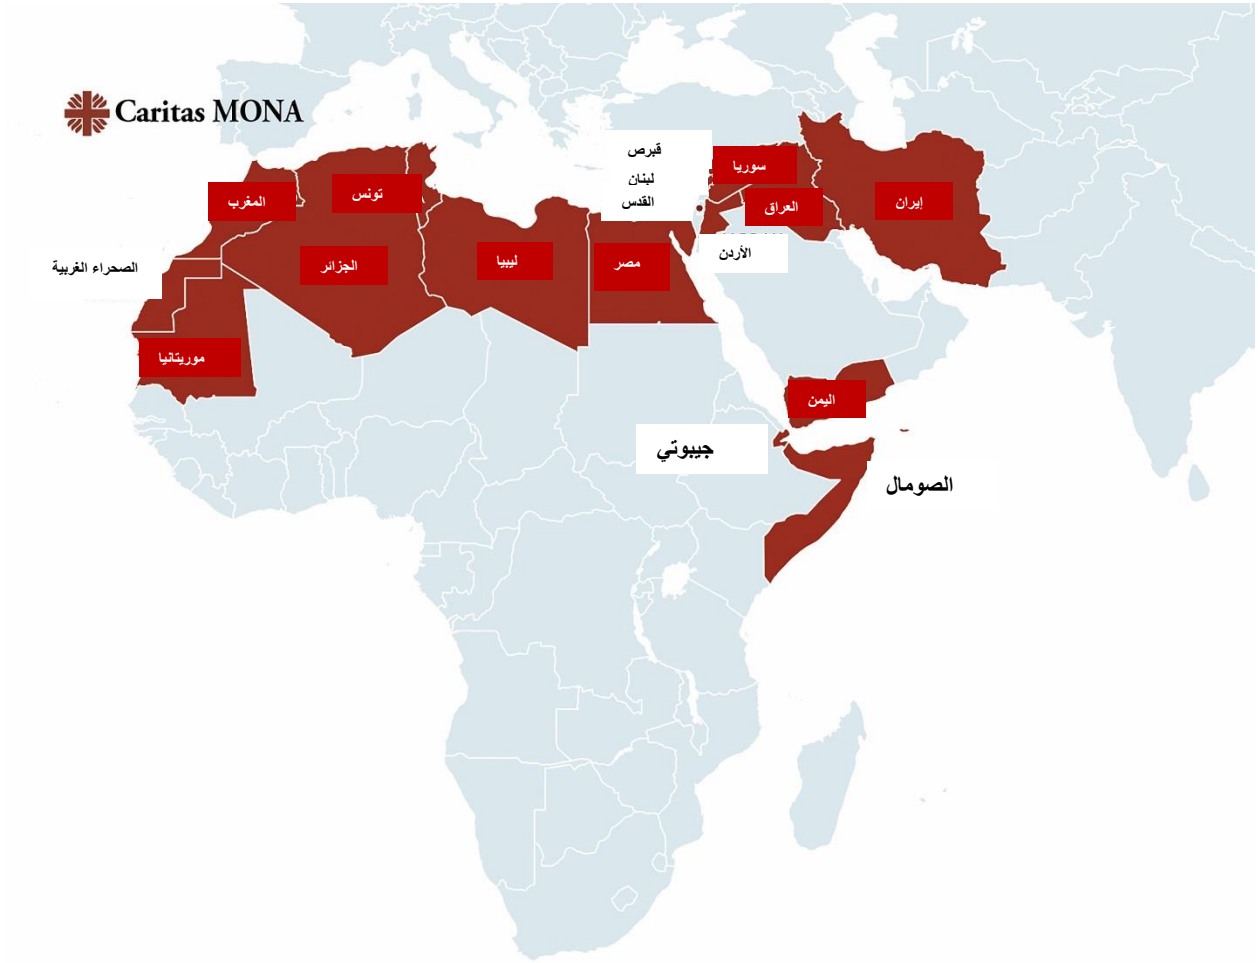 Caritas MONA
قبرص
لبنان
القدس
سوريا
المغرب
تونس
العراق
إيران
الصحراء الغربية
الجزائر
ليبيا
مصر
الأردن
موريتانيا
اليمن
جيبوتي
الصومال